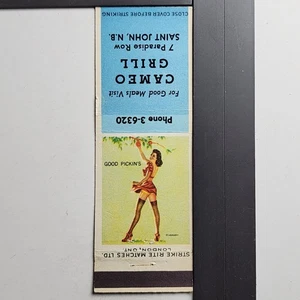 CLOSE COVER BEFORE STRIKING
For Good Meals Visit
CAMEO
GRILL
7 Paradise Row
SAINT JOHN, N.B.
Phone 3-6320
GOOD PICKIN'S
STRIKE RITE MATCHES LTD.
LONDON, ONT.